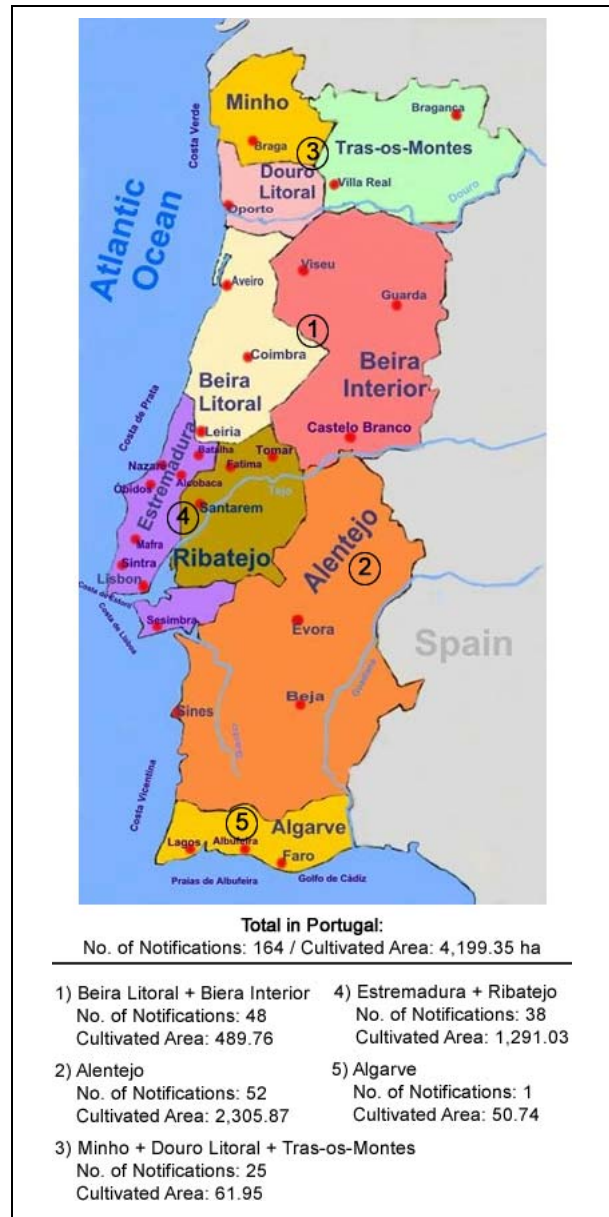 Minho
Bragança
Costa Verde
Braga
3
Tras-os-Montes
Douro
Litoral
Villa Real
Douro
Oporto
Atlantic
Ocean
Viseu
Aveiro
Guarda
1
Coimbra
Beira
Interior
Beira
Litoral
Costa de Prata
Leiria
Castelo Branco
Batalha
Tomar
Nazaré
Fatima
Estremadura
Alcobaca
Óbidos
Tejo
4
Santarem
Mafra
Ribatejo
Alentejo
2
Sintra
Lisbon
Costa do Estoril
Costa de Lisboa
Sesimbra
Evora
Spain
Guadiana
Beja
Sines
Sado
Costa Vicentina
5
Algarve
Lagos
Albufeira
Faro
Praias de Albufeira
Golfo de Cádiz
Total in Portugal:
No. of Notifications: 164 / Cultivated Area: 4,199.35 ha
1) Beira Litoral + Biera Interior
No. of Notifications: 48
Cultivated Area: 489.76
2) Alentejo
No. of Notifications: 52
Cultivated Area: 2,305.87
3) Minho + Douro Litoral + Tras-os-Montes
No. of Notifications: 25
Cultivated Area: 61.95
4) Estremadura + Ribatejo
No. of Notifications: 38
Cultivated Area: 1,291.03
5) Algarve
No. of Notifications: 1
Cultivated Area: 50.74